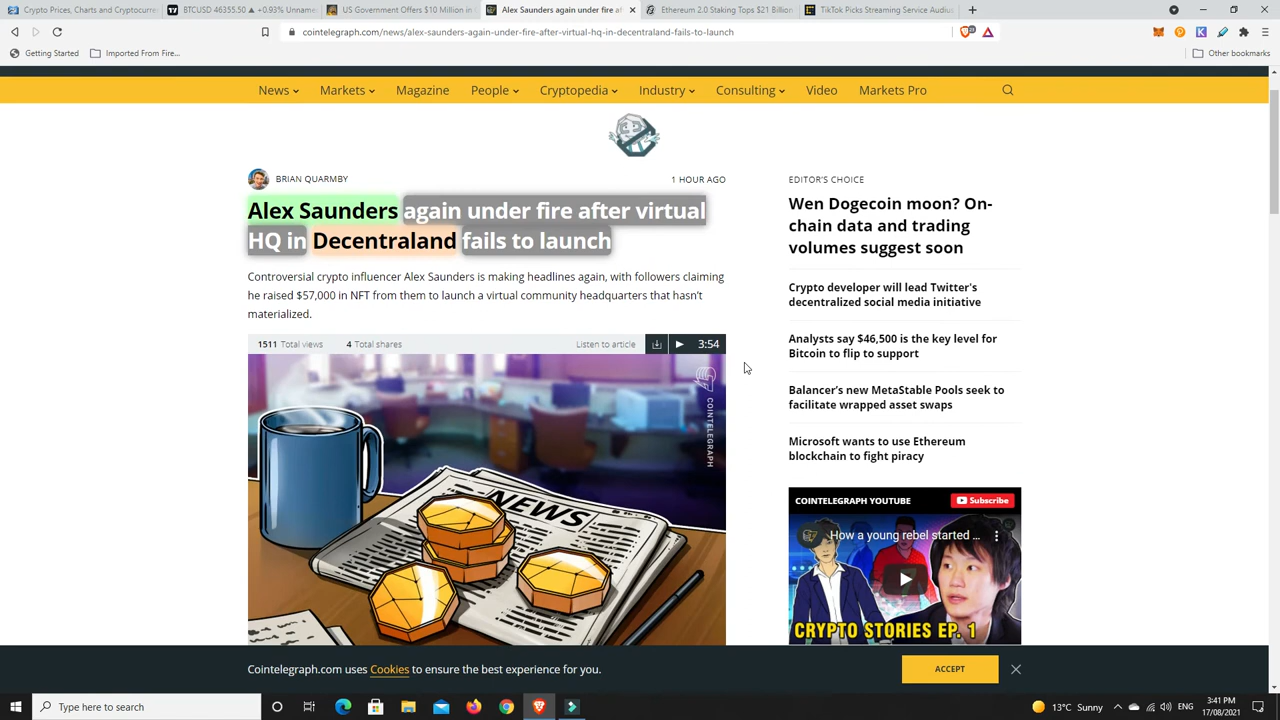 Crypto Prices, Charts and Cryptocurr
BTCUSD 46355.50 ▲ +0.93% Unname
US Government Offers $10 Million in
Alex Saunders again under fire af
Ethereum 2.0 Staking Tops $21 Billion
TikTok Picks Streaming Service Audius
cointelegraph.com/news/alex-saunders-again-under-fire-after-virtual-hq-in-decentraland-fails-to-launch
Getting Started
Imported From Fire...
Other bookmarks
News
Markets
Magazine
People
Cryptopedia
Industry
Consulting
Video
Markets Pro
BRIAN QUARMBY
1 HOUR AGO
Alex Saunders again under fire after virtual
HQ in Decentraland fails to launch
Controversial crypto influencer Alex Saunders is making headlines again, with followers claiming
he raised $57,000 in NFT from them to launch a virtual community headquarters that hasn't
materialized.
1511 Total views
4 Total shares
Listen to article
3:54
COINTELEGRAPH
NEWS
EDITOR'S CHOICE
Wen Dogecoin moon? On-
chain data and trading
volumes suggest soon
Crypto developer will lead Twitter's
decentralized social media initiative
Analysts say $46,500 is the key level for
Bitcoin to flip to support
Balancer's new MetaStable Pools seek to
facilitate wrapped asset swaps
Microsoft wants to use Ethereum
blockchain to fight piracy
COINTELEGRAPH YOUTUBE
Subscribe
How a young rebel started ...
CRYPTO STORIES EP. 1
Cointelegraph.com uses Cookies to ensure the best experience for you.
ACCEPT
Type here to search
13°C Sunny
3:41 PM
17/08/2021